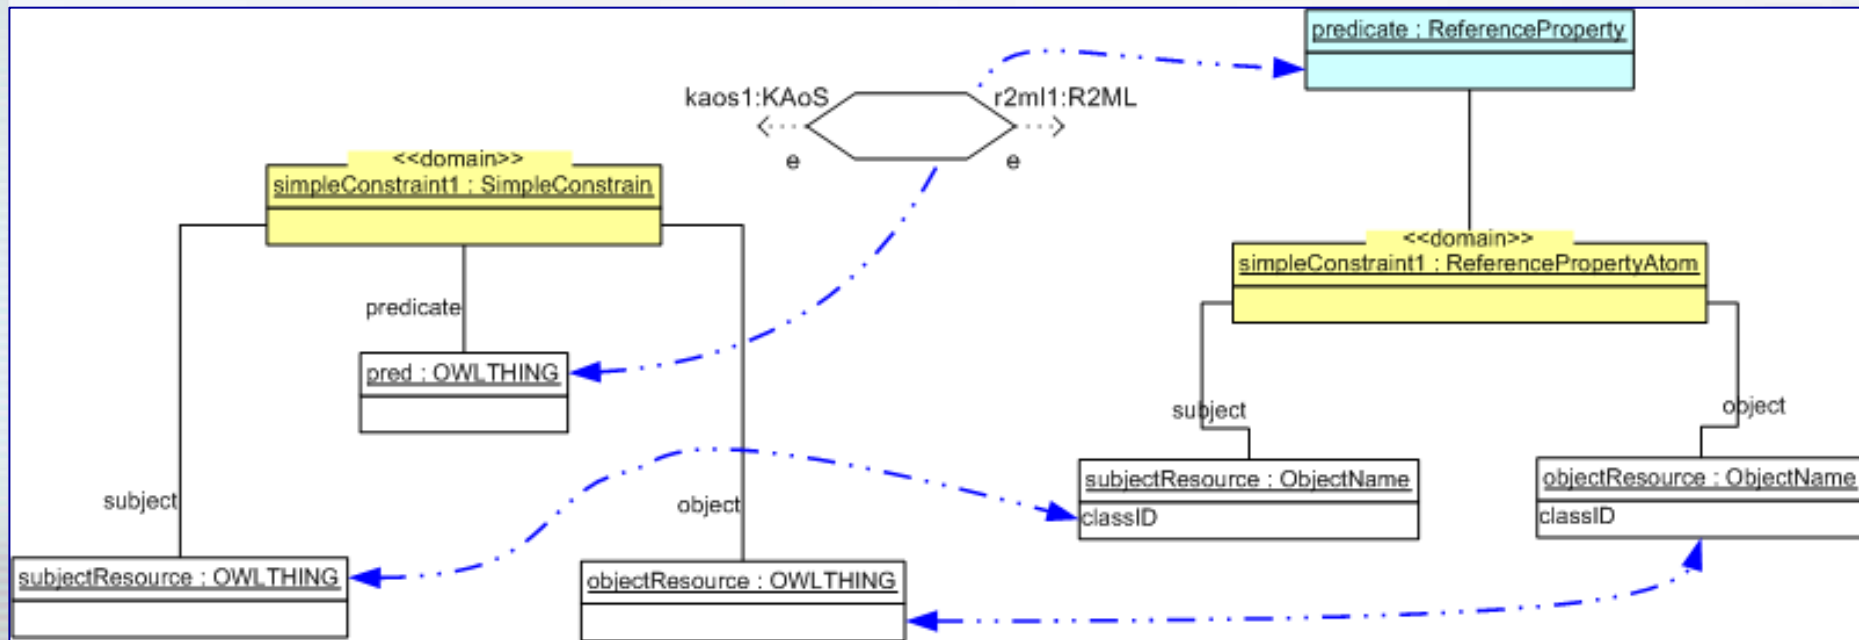 predicate : ReferenceProperty
kaos1:KAoS
r2ml1:R2ML
e
e
<<domain>>
simpleConstraint1 : SimpleConstrain
<<domain>>
simpleConstraint1 : ReferencePropertyAtom
predicate
pred : OWLTHING
subject
object
subjectResource : ObjectName
classID
objectResource : ObjectName
classID
subject
object
subjectResource : OWLTHING
objectResource : OWLTHING